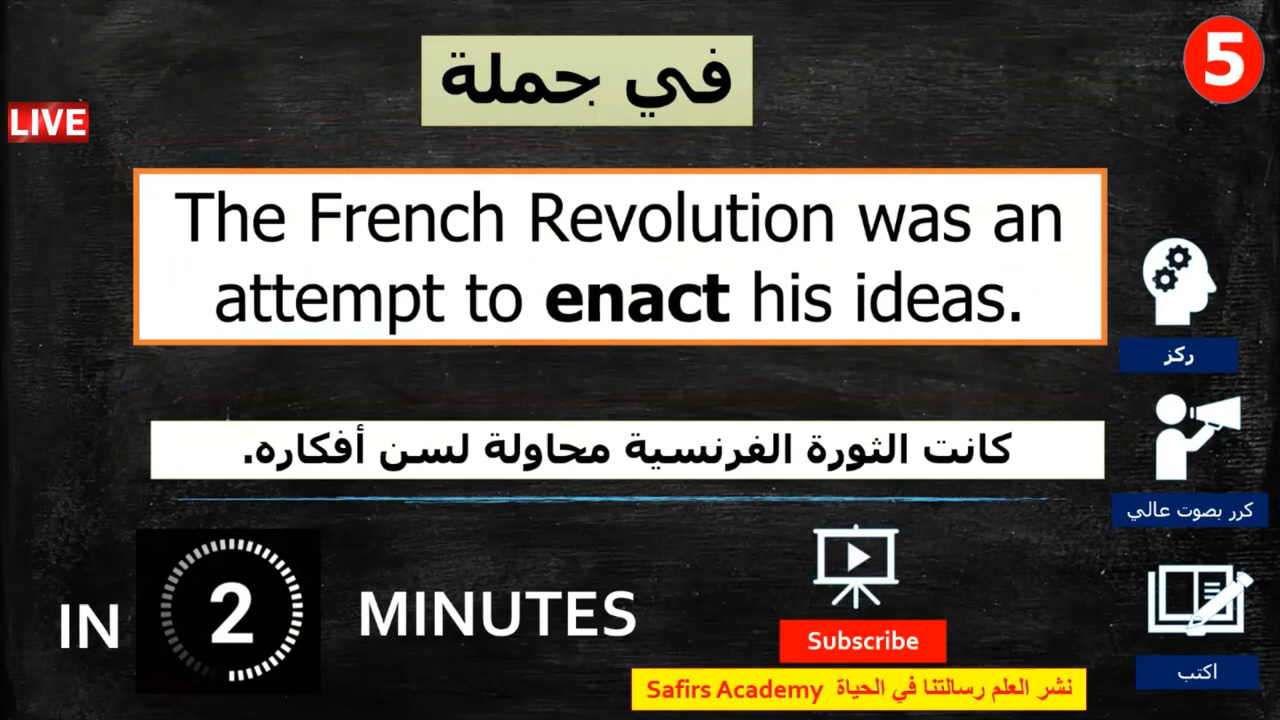 في جملة
5
LIVE
The French Revolution was an
attempt to enact his ideas.
ركز
كانت الثورة الفرنسية محاولة لسن أفكاره.
كرر بصوت عالي
IN 2 MINUTES
Subscribe
اكتب
نشر العلم رسالتنا في الحياة Safirs Academy